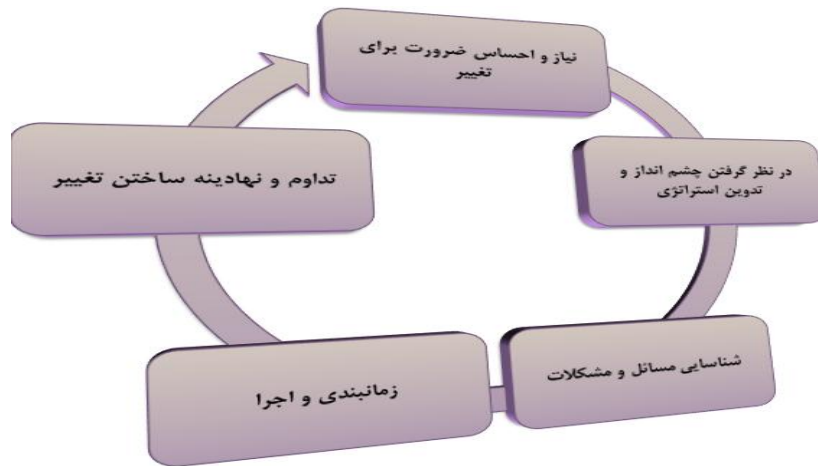 نیاز و احساس ضرورت برای
تغییر
در نظر گرفتن چشم انداز و
تدوین استراتژی
شناسایی مسائل و مشکلات
زمانبندی و اجرا
تداوم و نهادینه ساختن تغییر